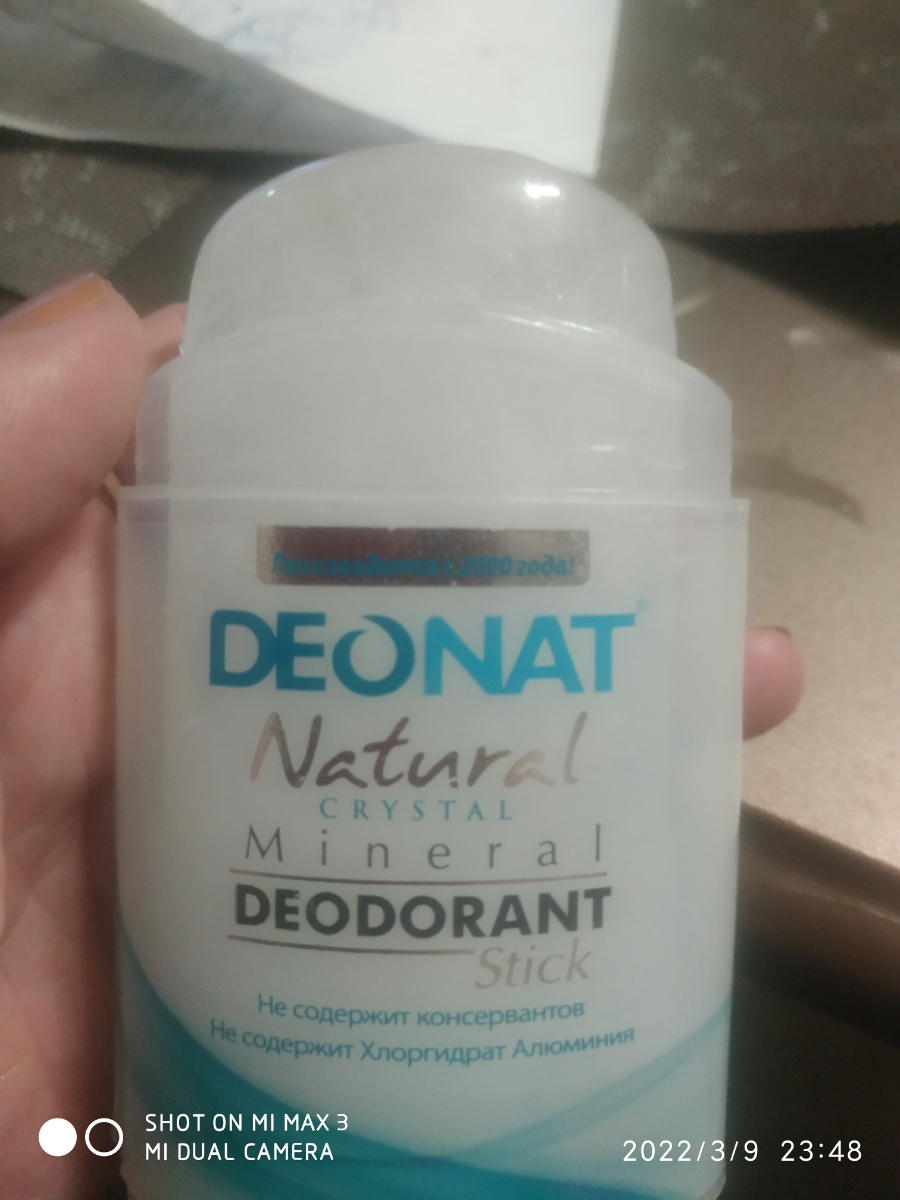 Производится с 2000 года!
DEONAT®
Natural
CRYSTAL
Mineral
DEODORANT
Stick
Не содержит консервантов
Не содержит Хлоргидрат Алюминия
SHOT ON MI MAX 3
MI DUAL CAMERA
2022/3/9 23:48